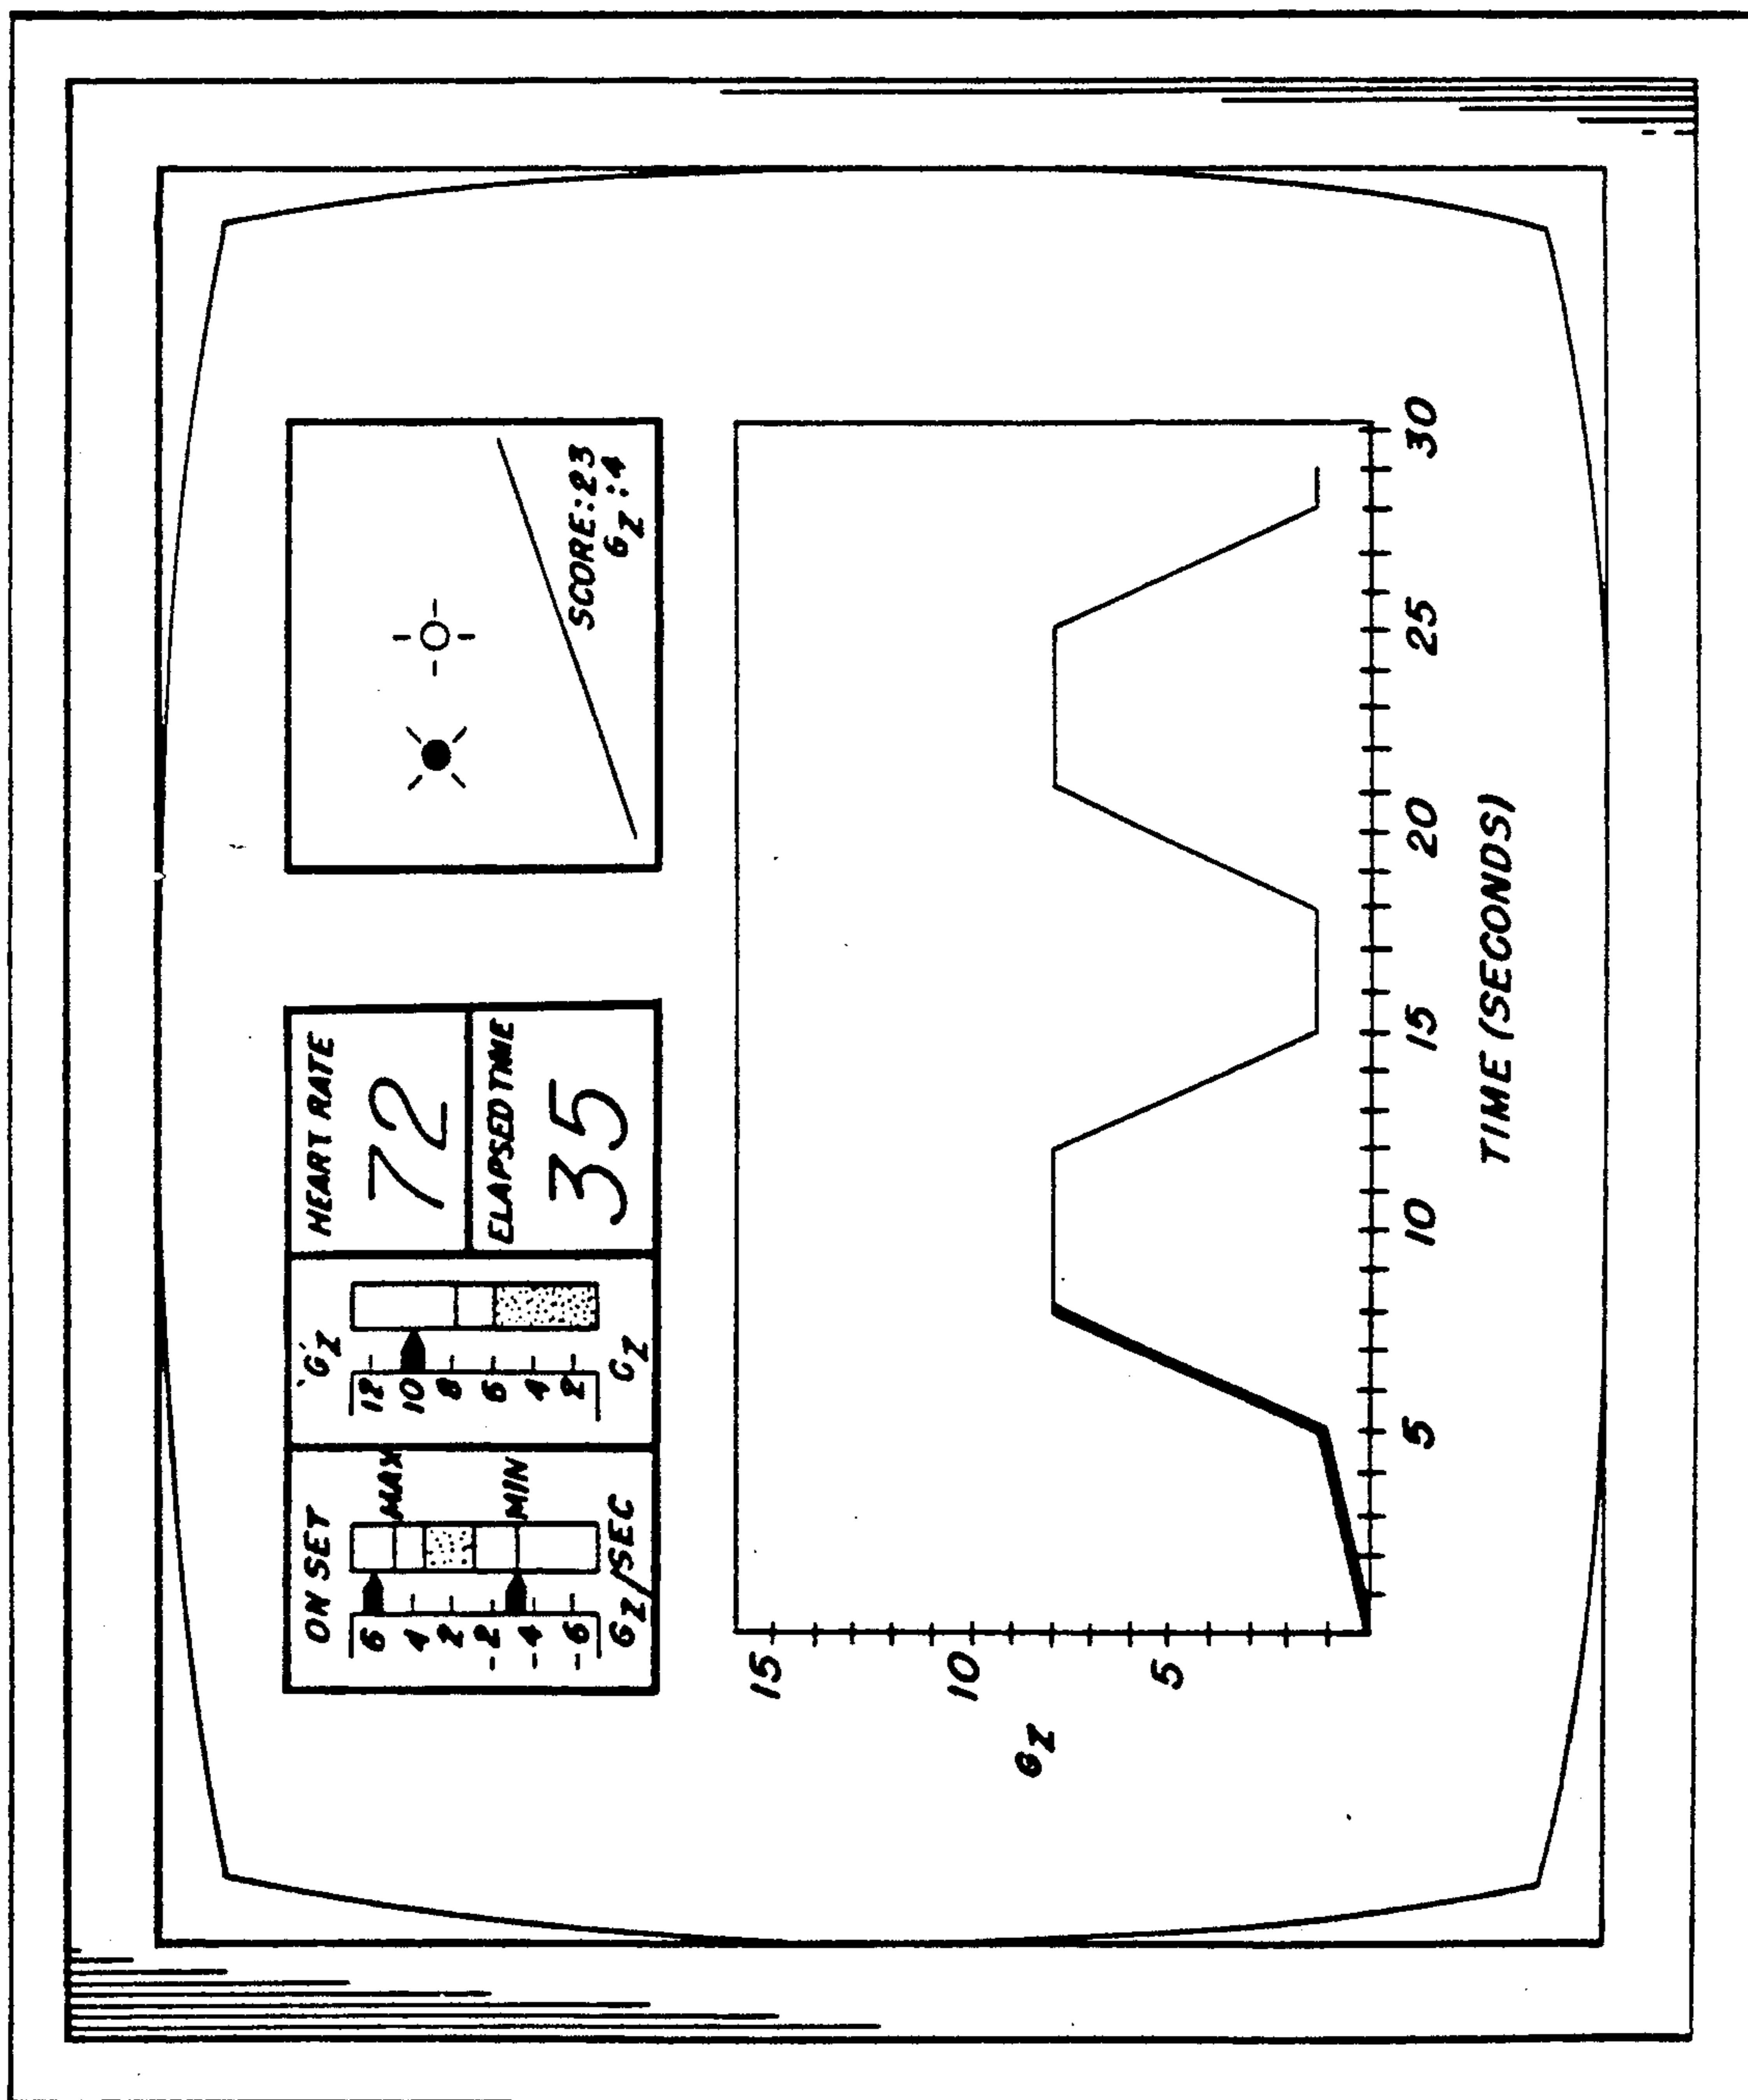 ON SET
6
4
2
-2
-4
-6
MAX
MIN
GZ/SEC
'G'Z
12
10
8
6
4
2
GZ
HEART RATE
72
ELAPSED TIME
35
SCORE:23
GZ:4
GZ
15
10
5
5 10 15 20 25 30
TIME (SECONDS)